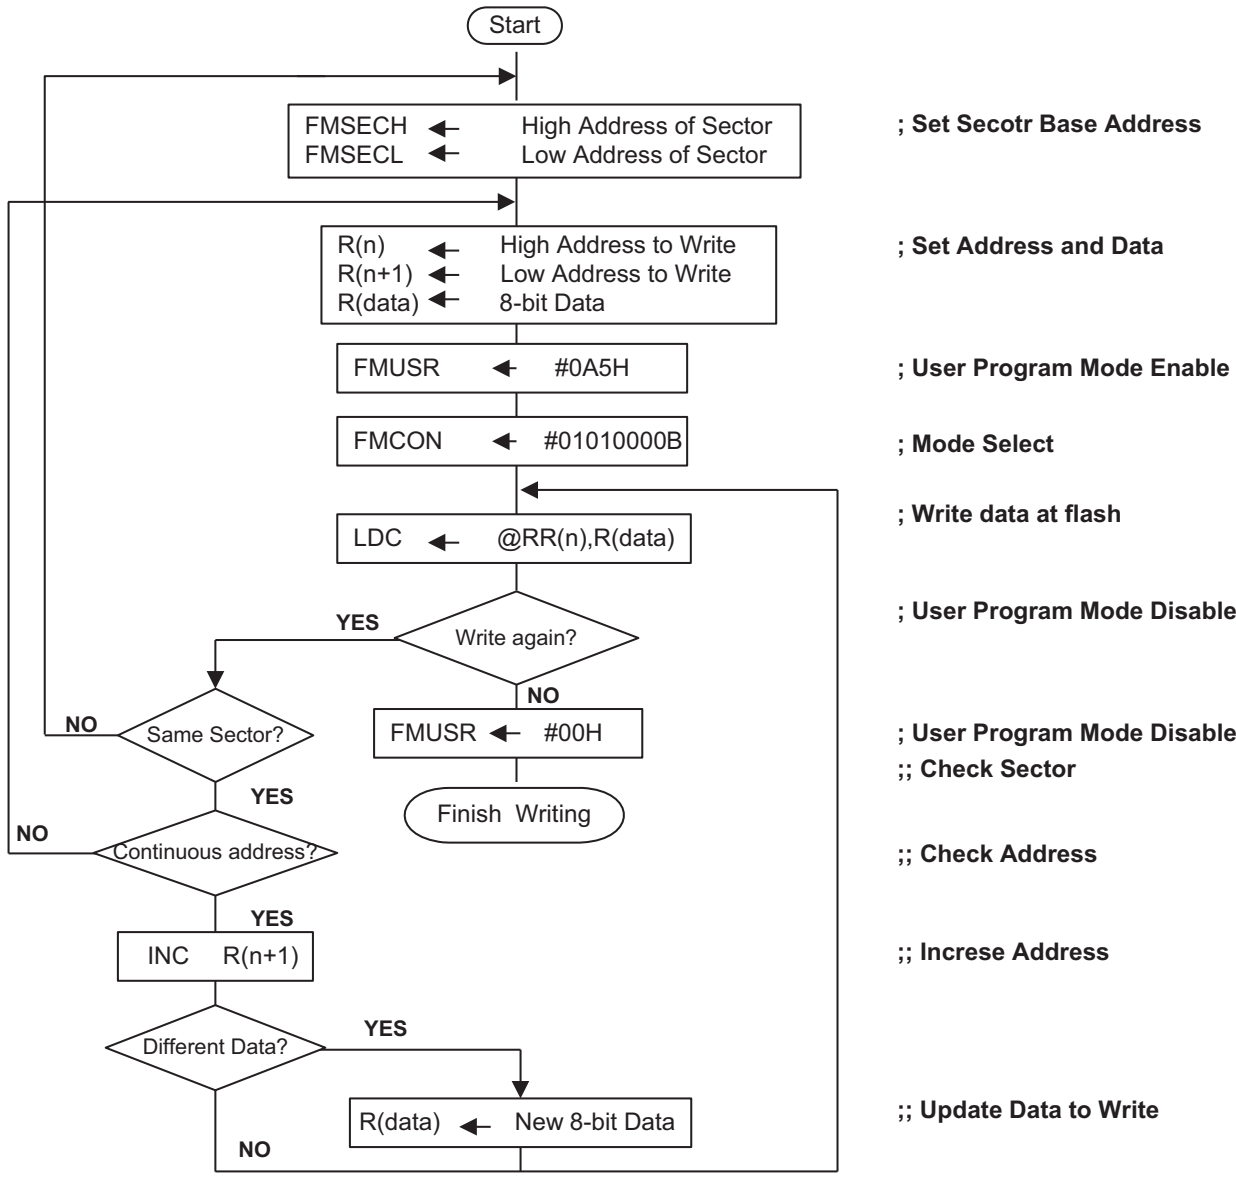 Start
FMSECH High Address of Sector ; Set Secotr Base Address
FMSECL Low Address of Sector
R(n) High Address to Write ; Set Address and Data
R(n+1) Low Address to Write
R(data) 8-bit Data
FMUSR #0A5H ; User Program Mode Enable
FMCON #01010000B ; Mode Select
; Write data at flash
LDC @RR(n),R(data)
; User Program Mode Disable
YES
Write again?
NO
NO Same Sector? FMUSR #00H ; User Program Mode Disable
;; Check Sector
YES
Finish Writing
NO
Continuous address? ;; Check Address
YES
INC R(n+1) ;; Increse Address
YES
Different Data?
R(data) New 8-bit Data ;; Update Data to Write
NO